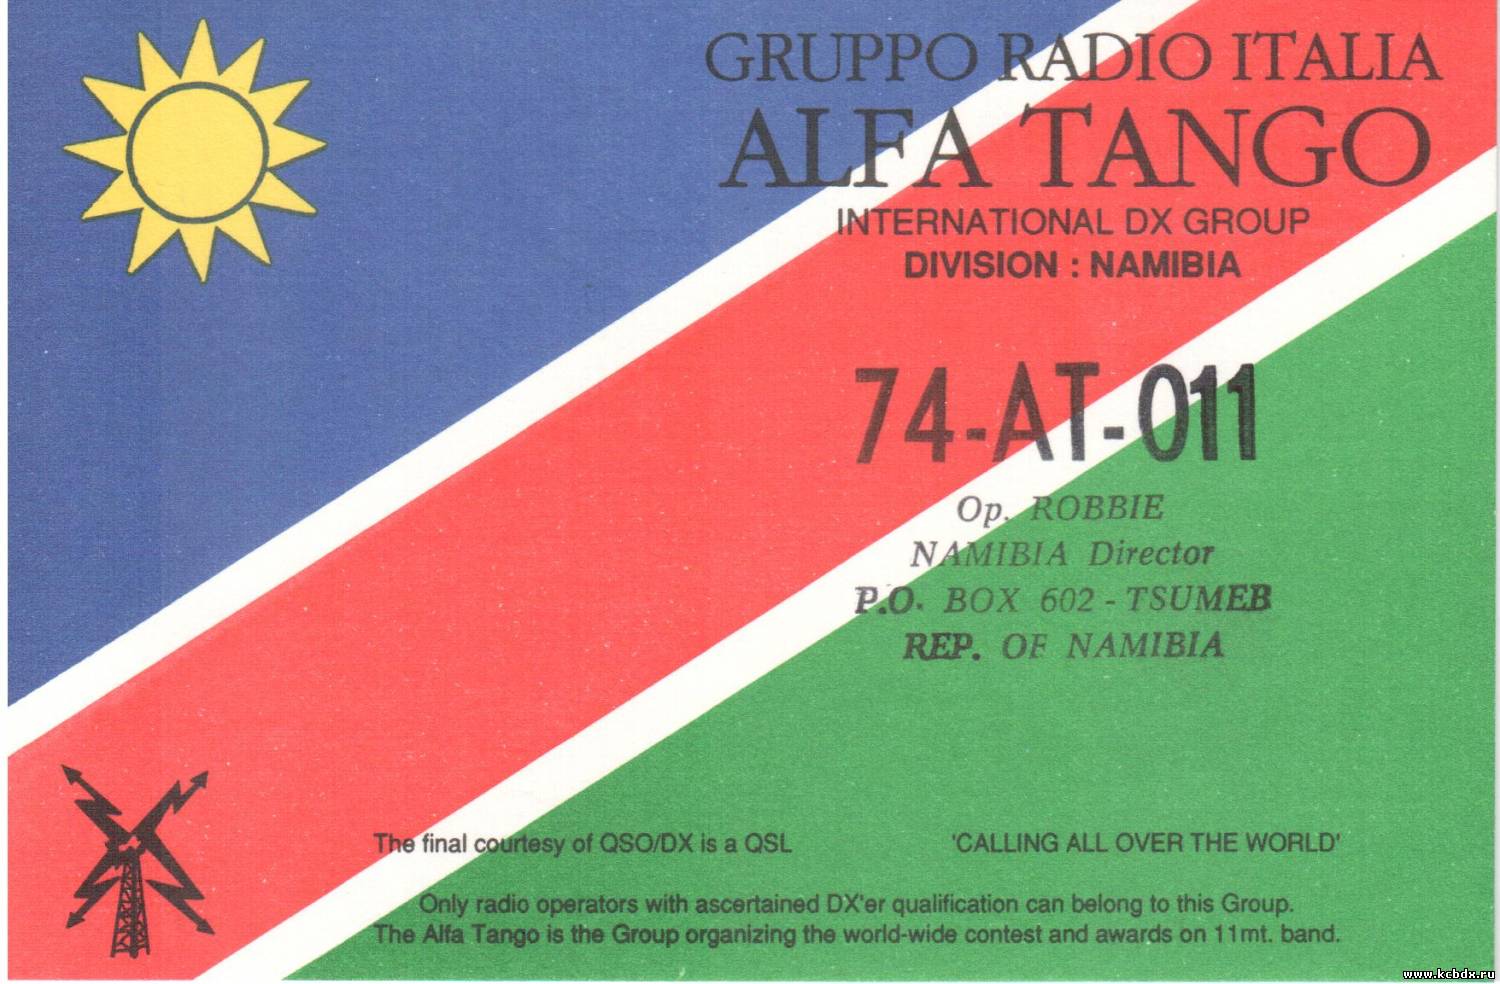 GRUPPO RADIO ITALIA
ALFA TANGO
INTERNATIONAL DX GROUP
DIVISION : NAMIBIA
74-AT-011
Op. ROBBIE
NAMIBIA Director
P.O. BOX 602 - TSUMEB
REP. OF NAMIBIA
The final courtesy of QSO/DX is a QSL
'CALLING ALL OVER THE WORLD'
Only radio operators with ascertained DX'er qualification can belong to this Group.
The Alfa Tango is the Group organizing the world-wide contest and awards on 11mt. band.
www.kcbdx.ru